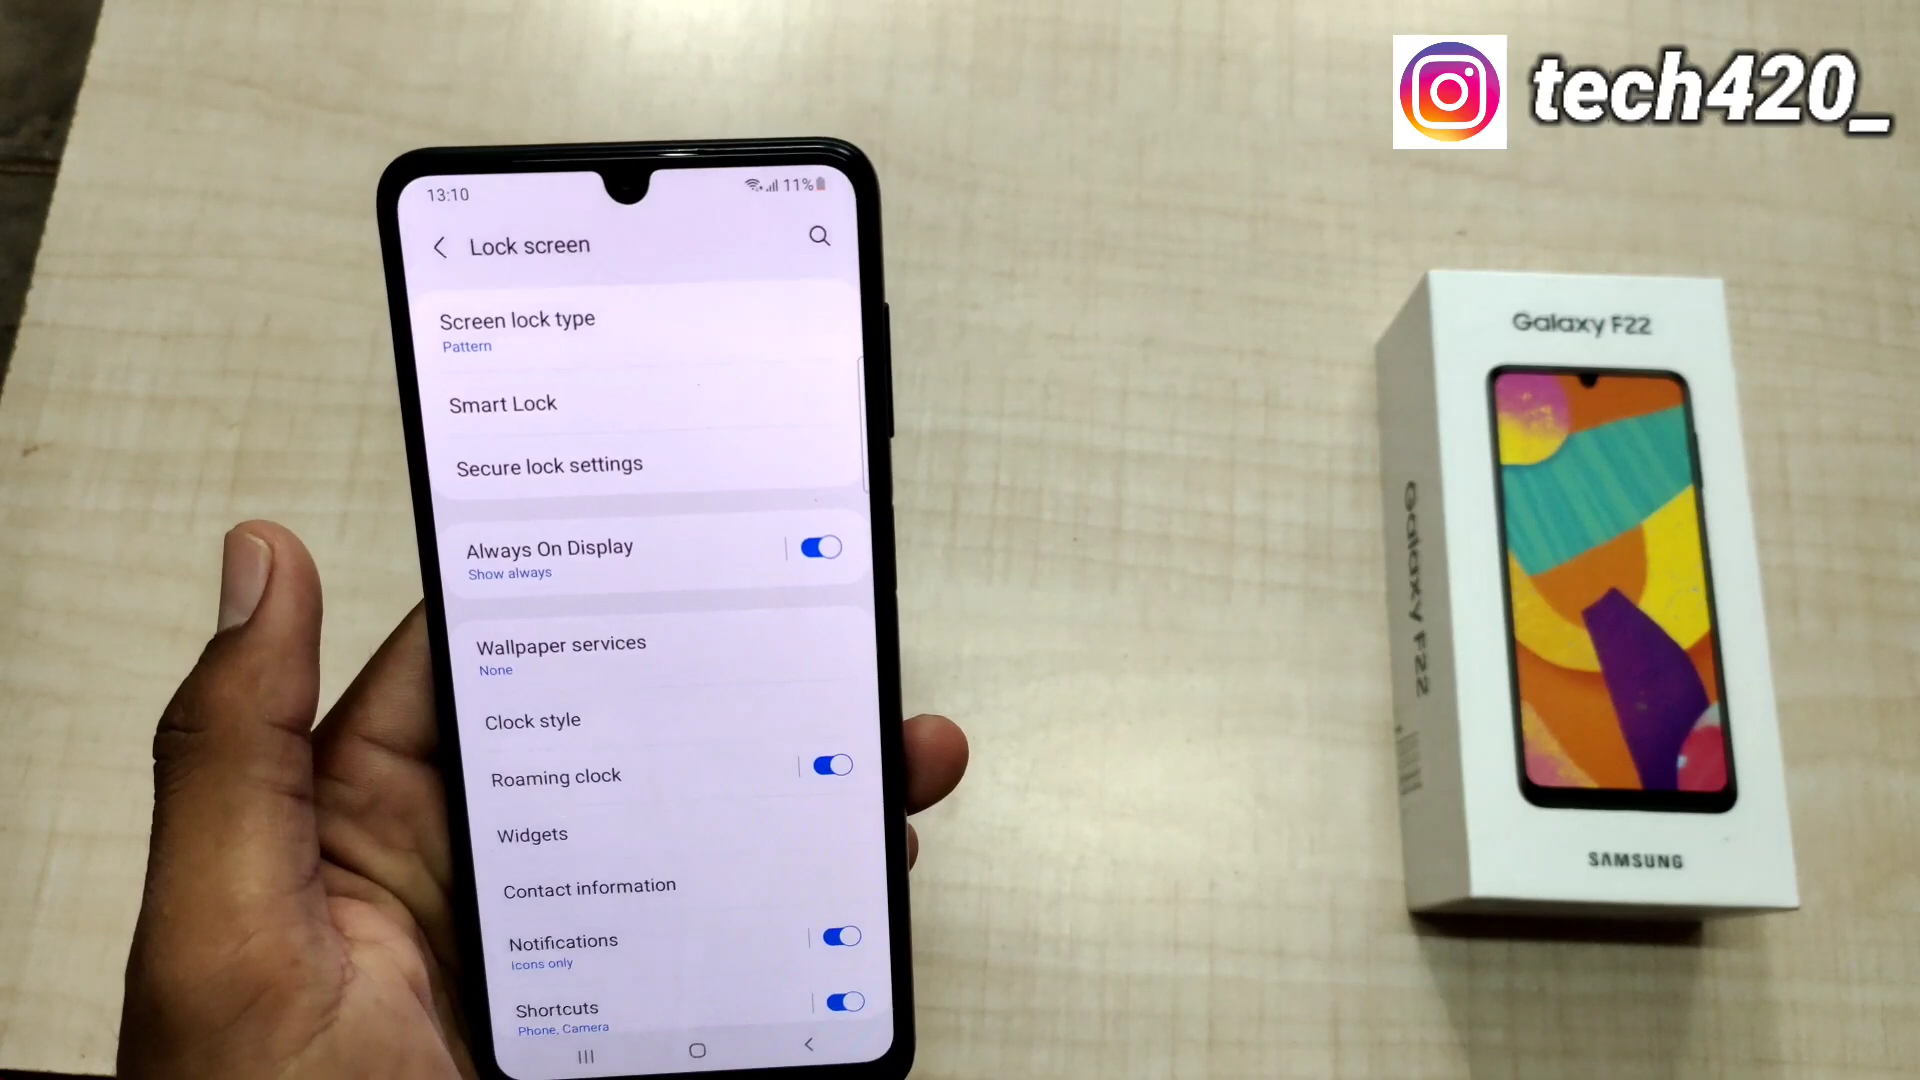 tech420_
13:10
11%
Lock screen
Screen lock type
Pattern
Smart Lock
Secure lock settings
Always On Display
Show always
Wallpaper services
None
Clock style
Roaming clock
Widgets
Contact information
Notifications
Icons only
Shortcuts
Phone, Camera
Galaxy F22
Galaxy F22
SAMSUNG